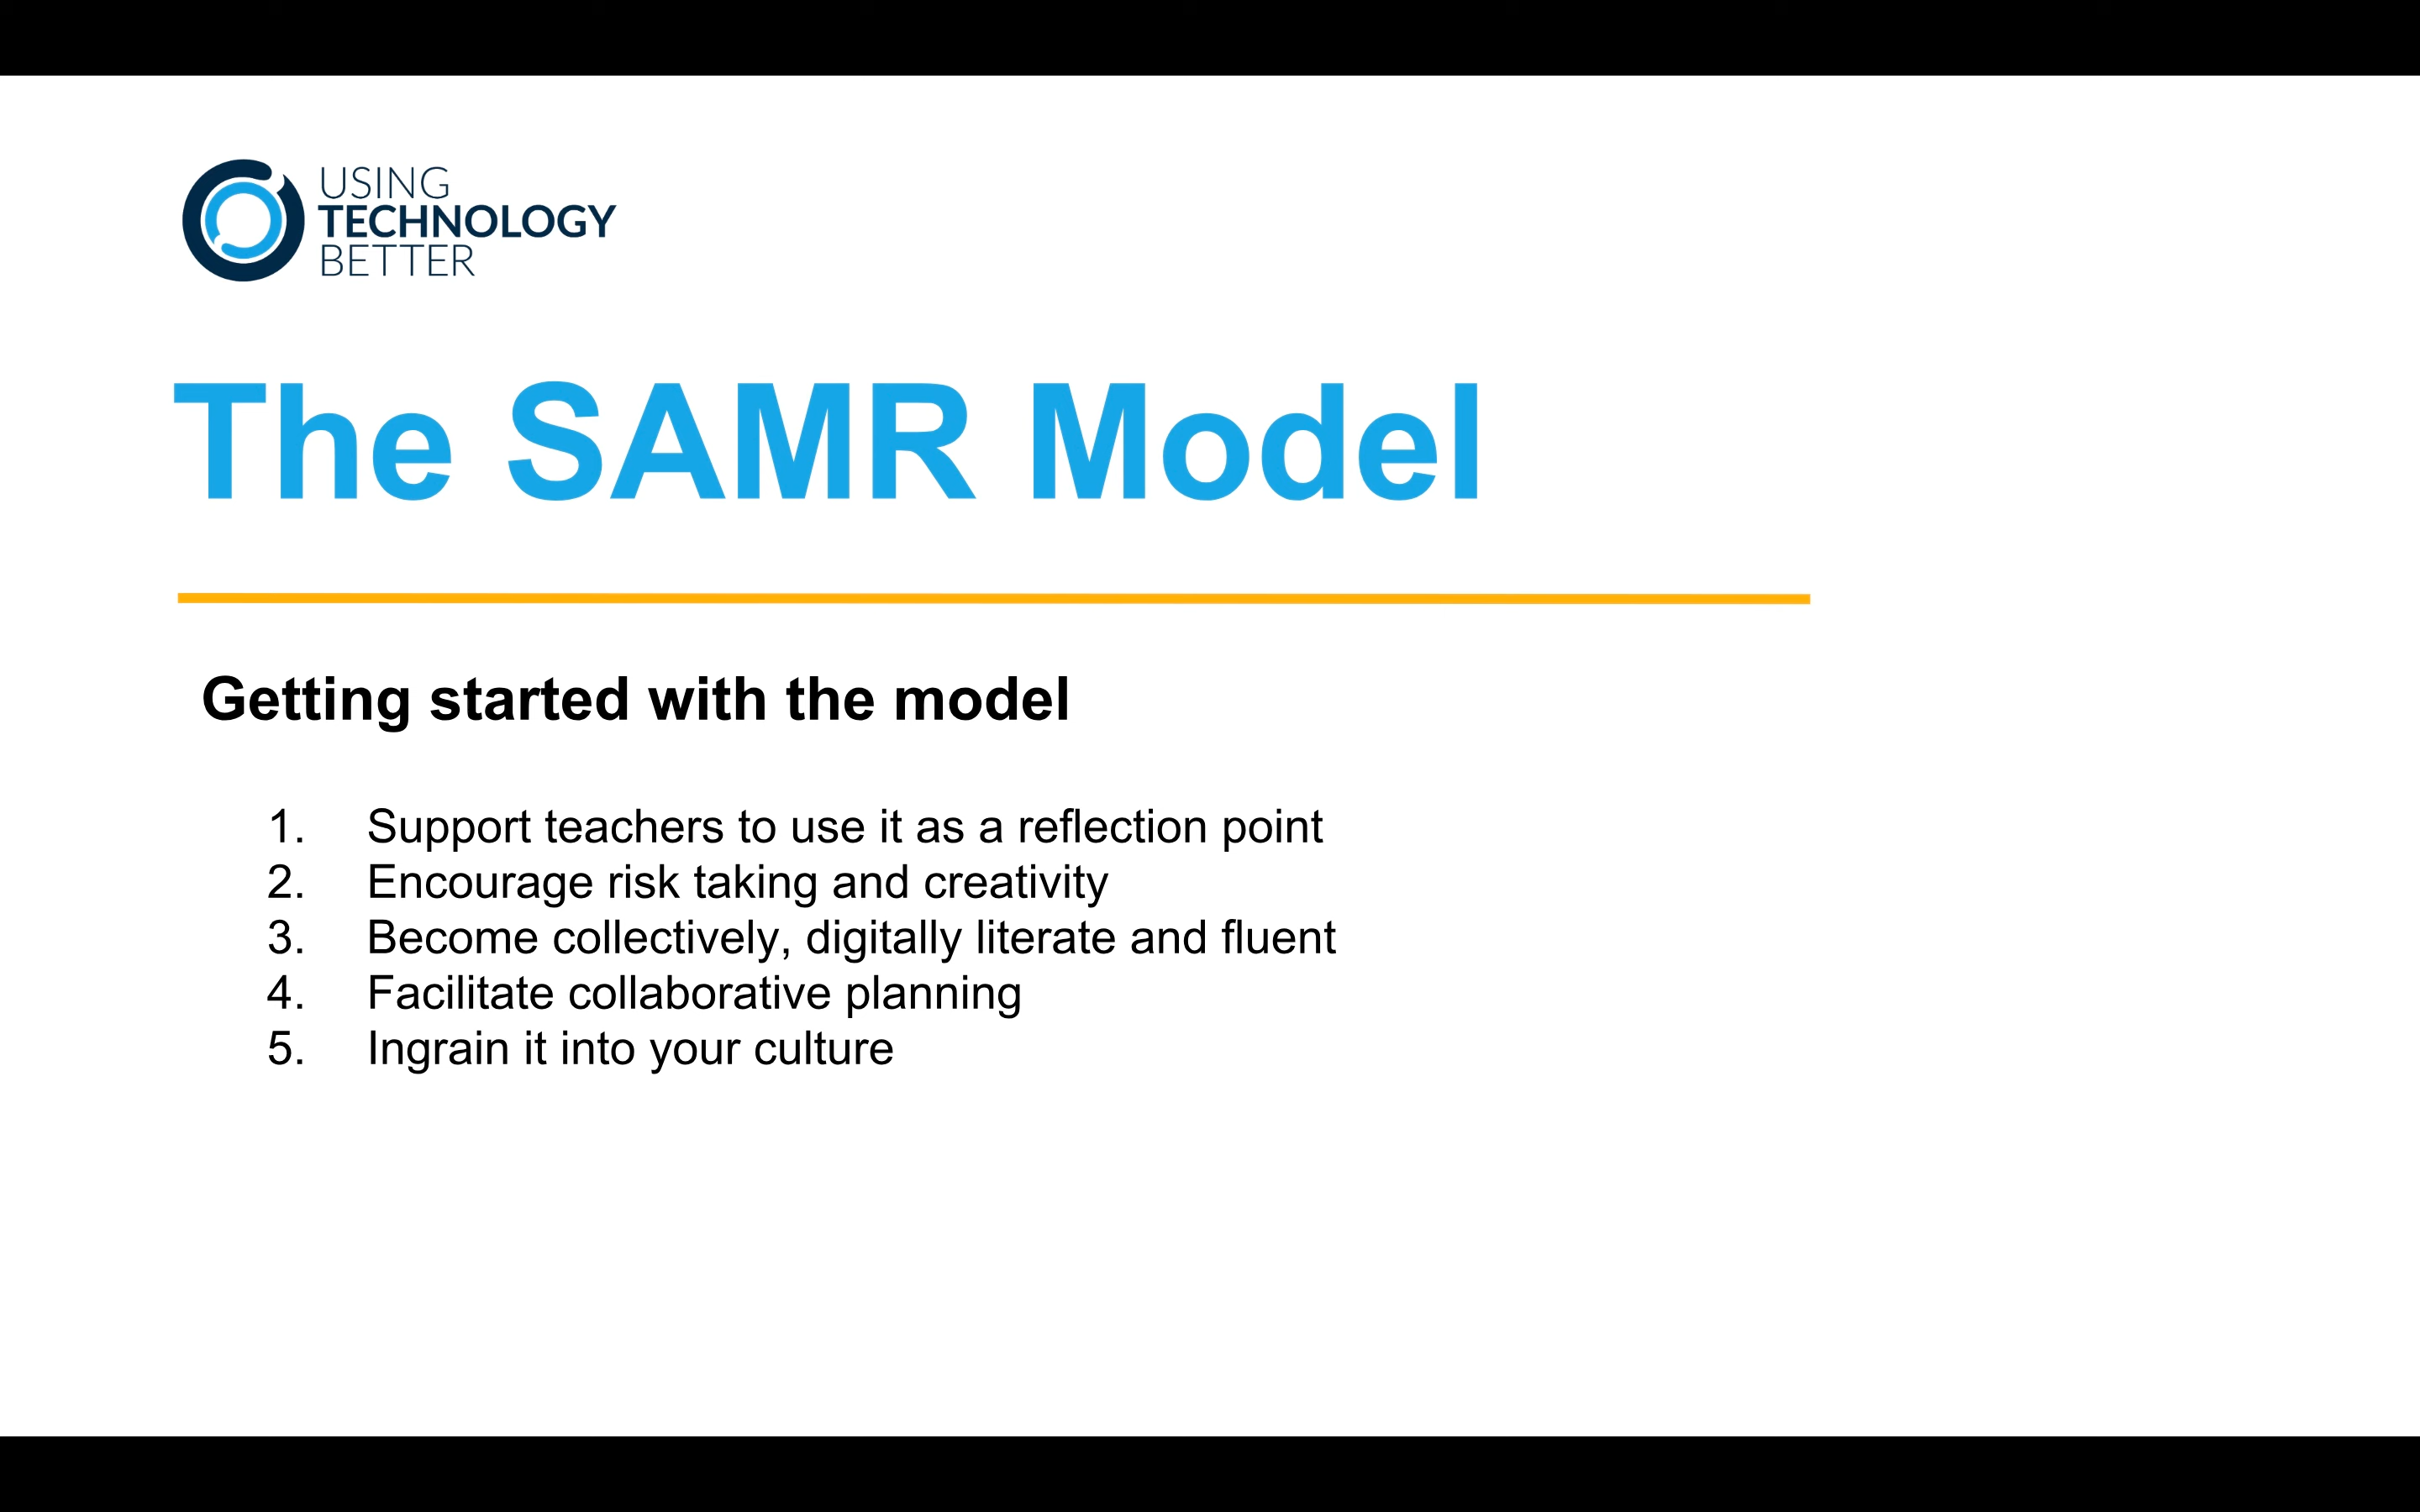 USING
TECHNOLOGY
BETTER
The SAMR Model
Getting started with the model
1. Support teachers to use it as a reflection point
2. Encourage risk taking and creativity
3. Become collectively, digitally literate and fluent
4. Facilitate collaborative planning
5. Ingrain it into your culture